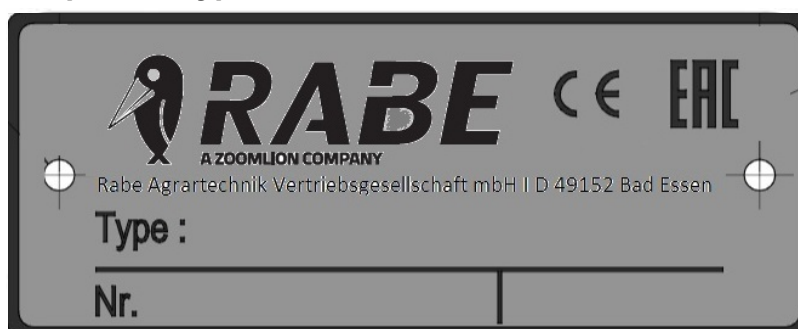 RABE CE EAC
A ZOOMLION COMPANY
Rabe Agrartechnik Vertriebsgesellschaft mbH I D 49152 Bad Essen
Type :
Nr.